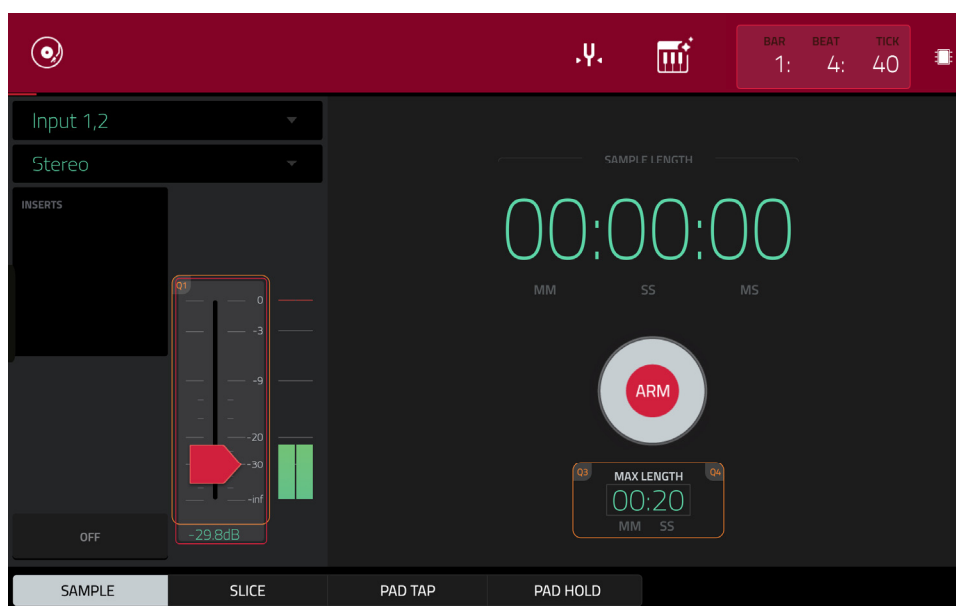 BAR BEAT TICK
1: 4: 40
Input 1,2
Stereo
SAMPLE LENGTH
INSERTS
00:00:00
MM SS MS
Q1
0
-3
-9
-20
-30
-inf
ARM
Q3 MAX LENGTH Q4
00:20
MM SS
OFF
-29.8dB
SAMPLE SLICE PAD TAP PAD HOLD